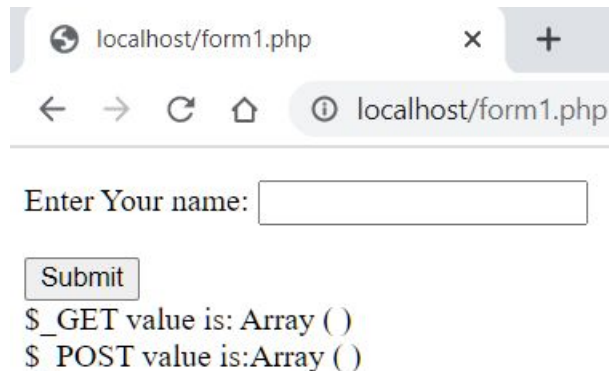 localhost/form1.php
localhost/form1.php
Enter Your name:
Submit
$_GET value is: Array ( )
$_POST value is:Array ( )